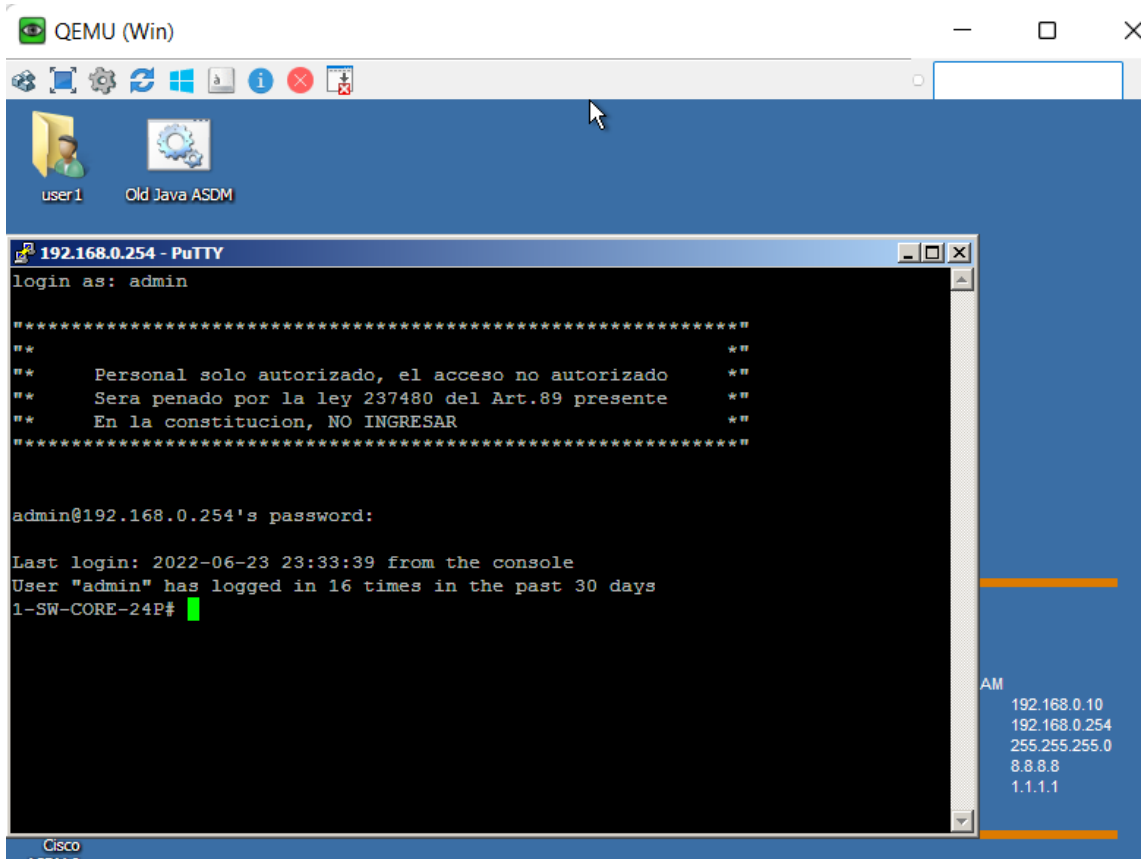 QEMU (Win)
user1
Old Java ASDM
192.168.0.254 - PuTTY
login as: admin
"*************************************************************"
"*                                                           *"
"*     Personal solo autorizado, el acceso no autorizado     *"
"*     Sera penado por la ley 237480 del Art.89 presente     *"
"*     En la constitucion, NO INGRESAR                       *"
"*************************************************************"
admin@192.168.0.254's password:
Last login: 2022-06-23 23:33:39 from the console
User "admin" has logged in 16 times in the past 30 days
1-SW-CORE-24P#
AM
192.168.0.10
192.168.0.254
255.255.255.0
8.8.8.8
1.1.1.1
Cisco